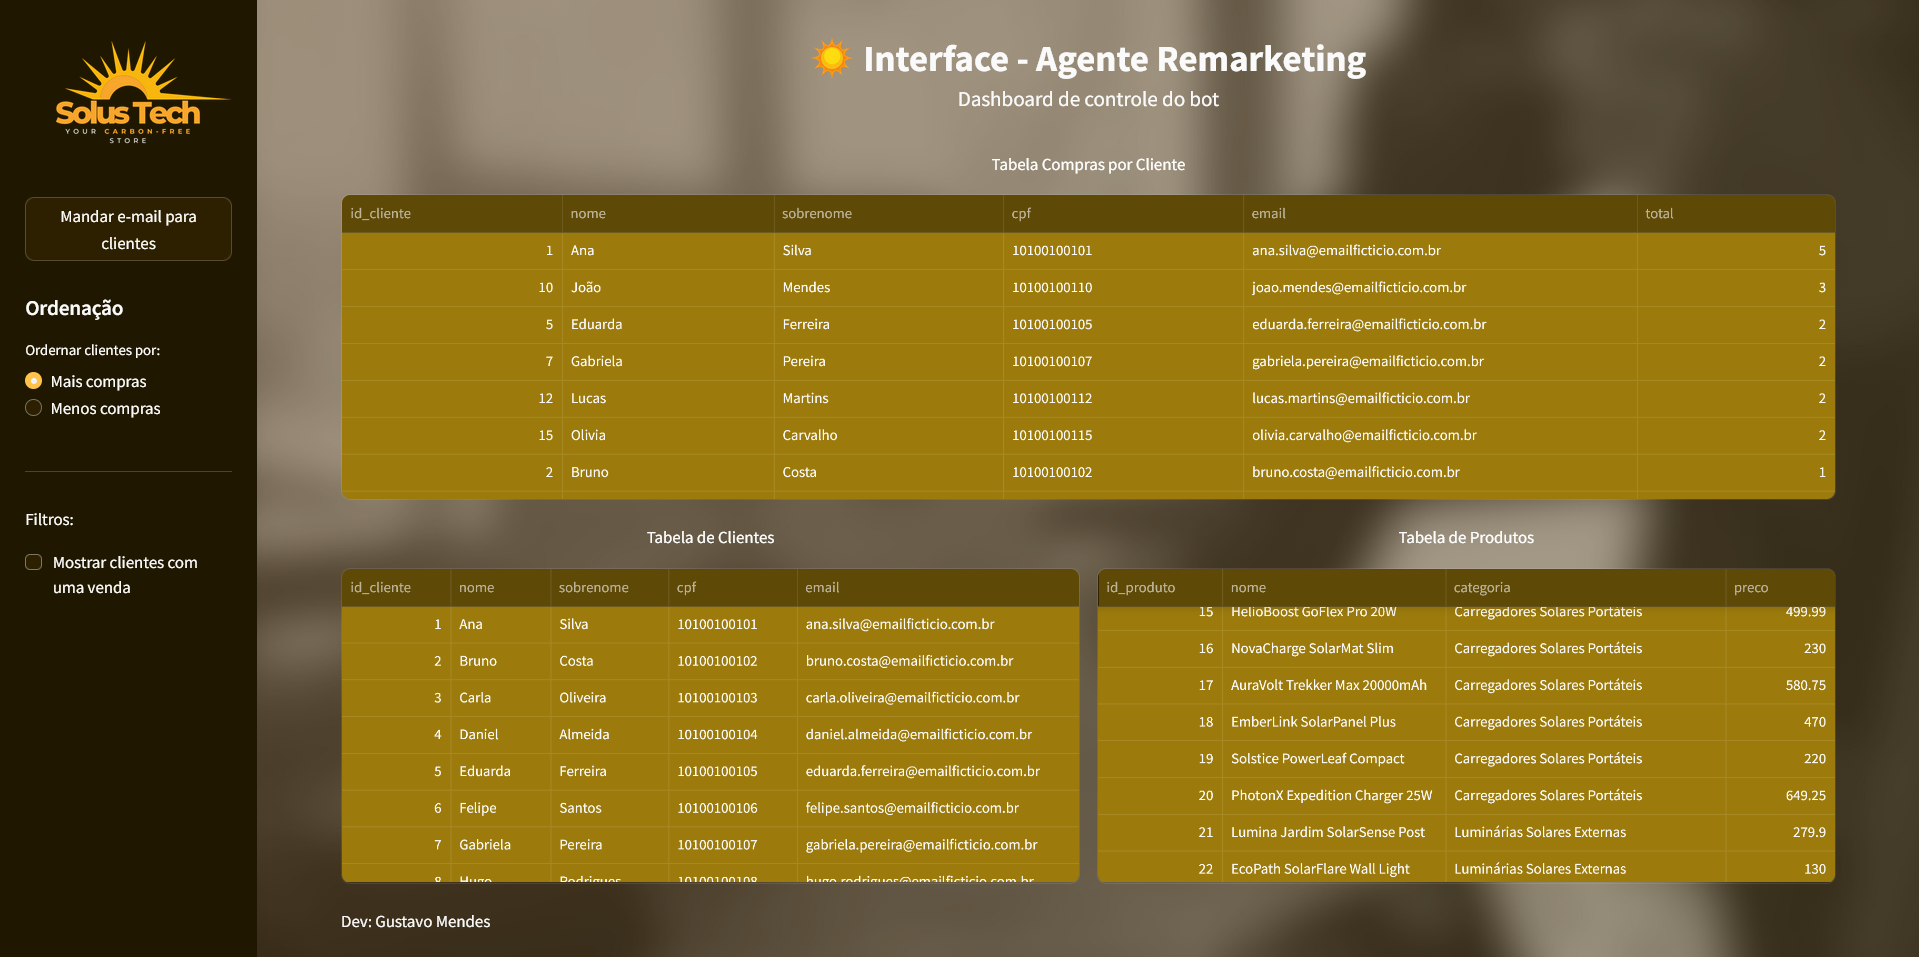 Solus Tech
YOUR CARBON-FREE
STORE
Mandar e-mail para
clientes
Ordenação
Ordernar clientes por:
Mais compras
Menos compras
Filtros:
Mostrar clientes com
uma venda
Interface - Agente Remarketing
Dashboard de controle do bot
Tabela Compras por Cliente
id_cliente nome sobrenome cpf email total
1 Ana Silva 10100100101 ana.silva@emailficticio.com.br 5
10 João Mendes 10100100110 joao.mendes@emailficticio.com.br 3
5 Eduarda Ferreira 10100100105 eduarda.ferreira@emailficticio.com.br 2
7 Gabriela Pereira 10100100107 gabriela.pereira@emailficticio.com.br 2
12 Lucas Martins 10100100112 lucas.martins@emailficticio.com.br 2
15 Olivia Carvalho 10100100115 olivia.carvalho@emailficticio.com.br 2
2 Bruno Costa 10100100102 bruno.costa@emailficticio.com.br 1
Tabela de Clientes
id_cliente nome sobrenome cpf email
1 Ana Silva 10100100101 ana.silva@emailficticio.com.br
2 Bruno Costa 10100100102 bruno.costa@emailficticio.com.br
3 Carla Oliveira 10100100103 carla.oliveira@emailficticio.com.br
4 Daniel Almeida 10100100104 daniel.almeida@emailficticio.com.br
5 Eduarda Ferreira 10100100105 eduarda.ferreira@emailficticio.com.br
6 Felipe Santos 10100100106 felipe.santos@emailficticio.com.br
7 Gabriela Pereira 10100100107 gabriela.pereira@emailficticio.com.br
8 Hugo Rodrigues 10100100108 hugo.rodrigues@emailficticio.com.br
Tabela de Produtos
id_produto nome categoria preco
15 HelioBoost GoFlex Pro 20W Carregadores Solares Portáteis 499.99
16 NovaCharge SolarMat Slim Carregadores Solares Portáteis 230
17 AuraVolt Trekker Max 20000mAh Carregadores Solares Portáteis 580.75
18 EmberLink SolarPanel Plus Carregadores Solares Portáteis 470
19 Solstice PowerLeaf Compact Carregadores Solares Portáteis 220
20 PhotonX Expedition Charger 25W Carregadores Solares Portáteis 649.25
21 Lumina Jardim SolarSense Post Luminárias Solares Externas 279.9
22 EcoPath SolarFlare Wall Light Luminárias Solares Externas 130
Dev: Gustavo Mendes